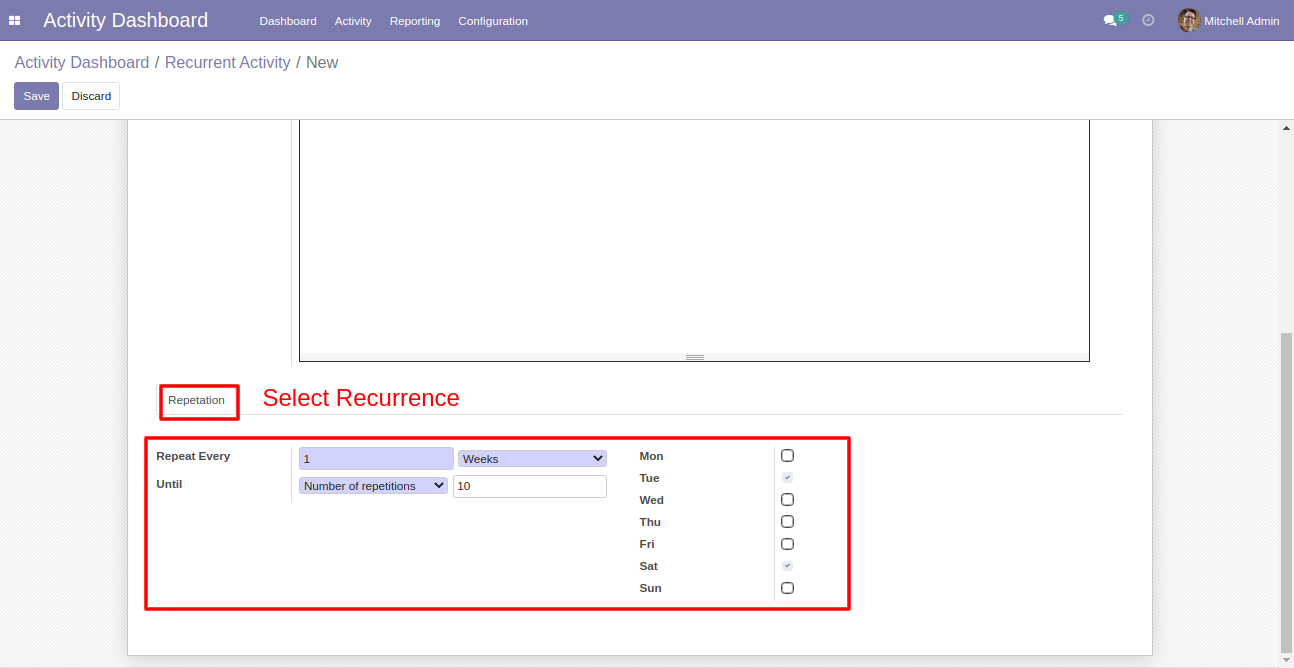 Activity Dashboard Dashboard Activity Reporting Configuration 5 Mitchell Admin
Activity Dashboard / Recurrent Activity / New
Save Discard
Repetation Select Recurrence
Repeat Every 1 Weeks Mon
Tue
Until Number of repetitions 10
Wed
Thu
Fri
Sat
Sun